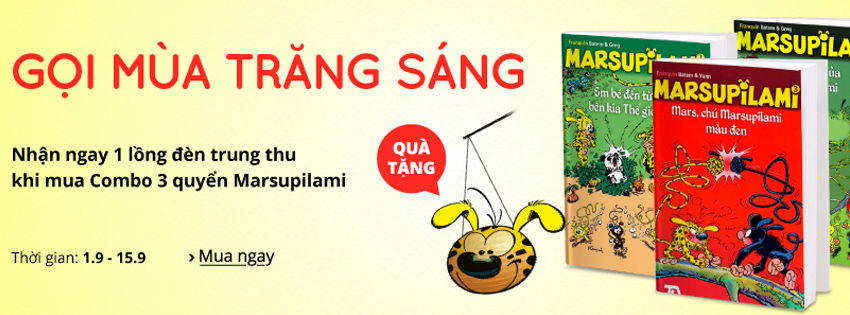 GỌI MÙA TRĂNG SÁNG
Nhận ngay 1 lồng đèn trung thu
khi mua Combo 3 quyển Marsupilami
Thời gian: 1.9 - 15.9
› Mua ngay
QUÀ
TẶNG
Franquin Batem & Greg
MARSUPILAMI
Em bé đến từ
bên kia Thế giới
Franquin Batem & Yann
MARSUPILAMI 3
Mars, chú Marsupilami
màu đen
MARSUPILAMI
của